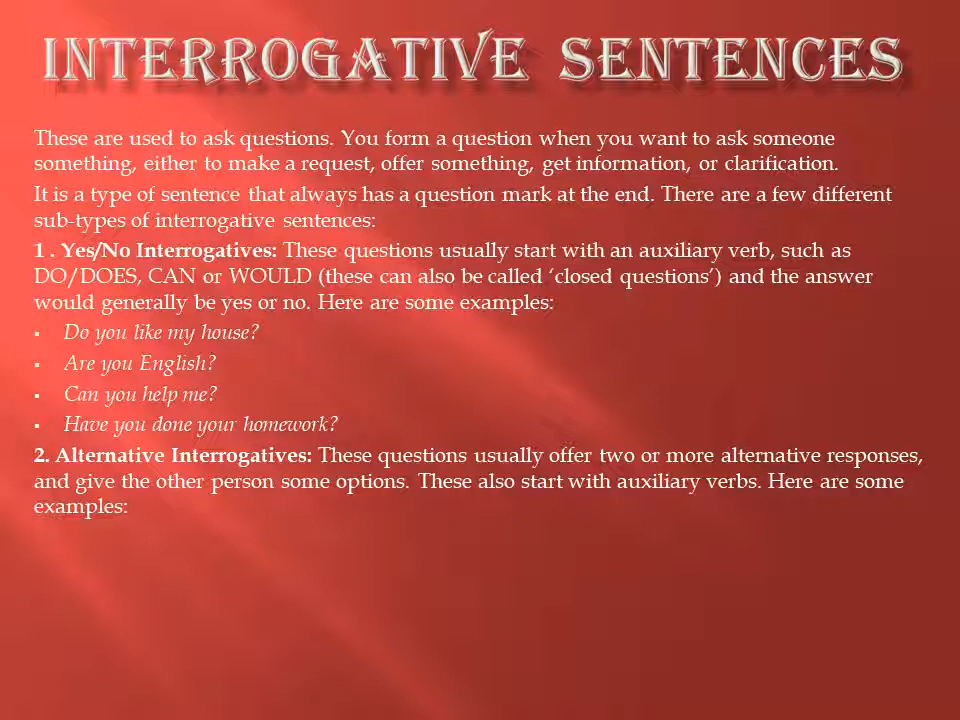 INTERROGATIVE SENTENCES
These are used to ask questions. You form a question when you want to ask someone
something, either to make a request, offer something, get information, or clarification.
It is a type of sentence that always has a question mark at the end. There are a few different
sub-types of interrogative sentences:
1 . Yes/No Interrogatives: These questions usually start with an auxiliary verb, such as
DO/DOES, CAN or WOULD (these can also be called ‘closed questions’) and the answer
would generally be yes or no. Here are some examples:
▪ Do you like my house?
▪ Are you English?
▪ Can you help me?
▪ Have you done your homework?
2. Alternative Interrogatives: These questions usually offer two or more alternative responses,
and give the other person some options. These also start with auxiliary verbs. Here are some
examples: